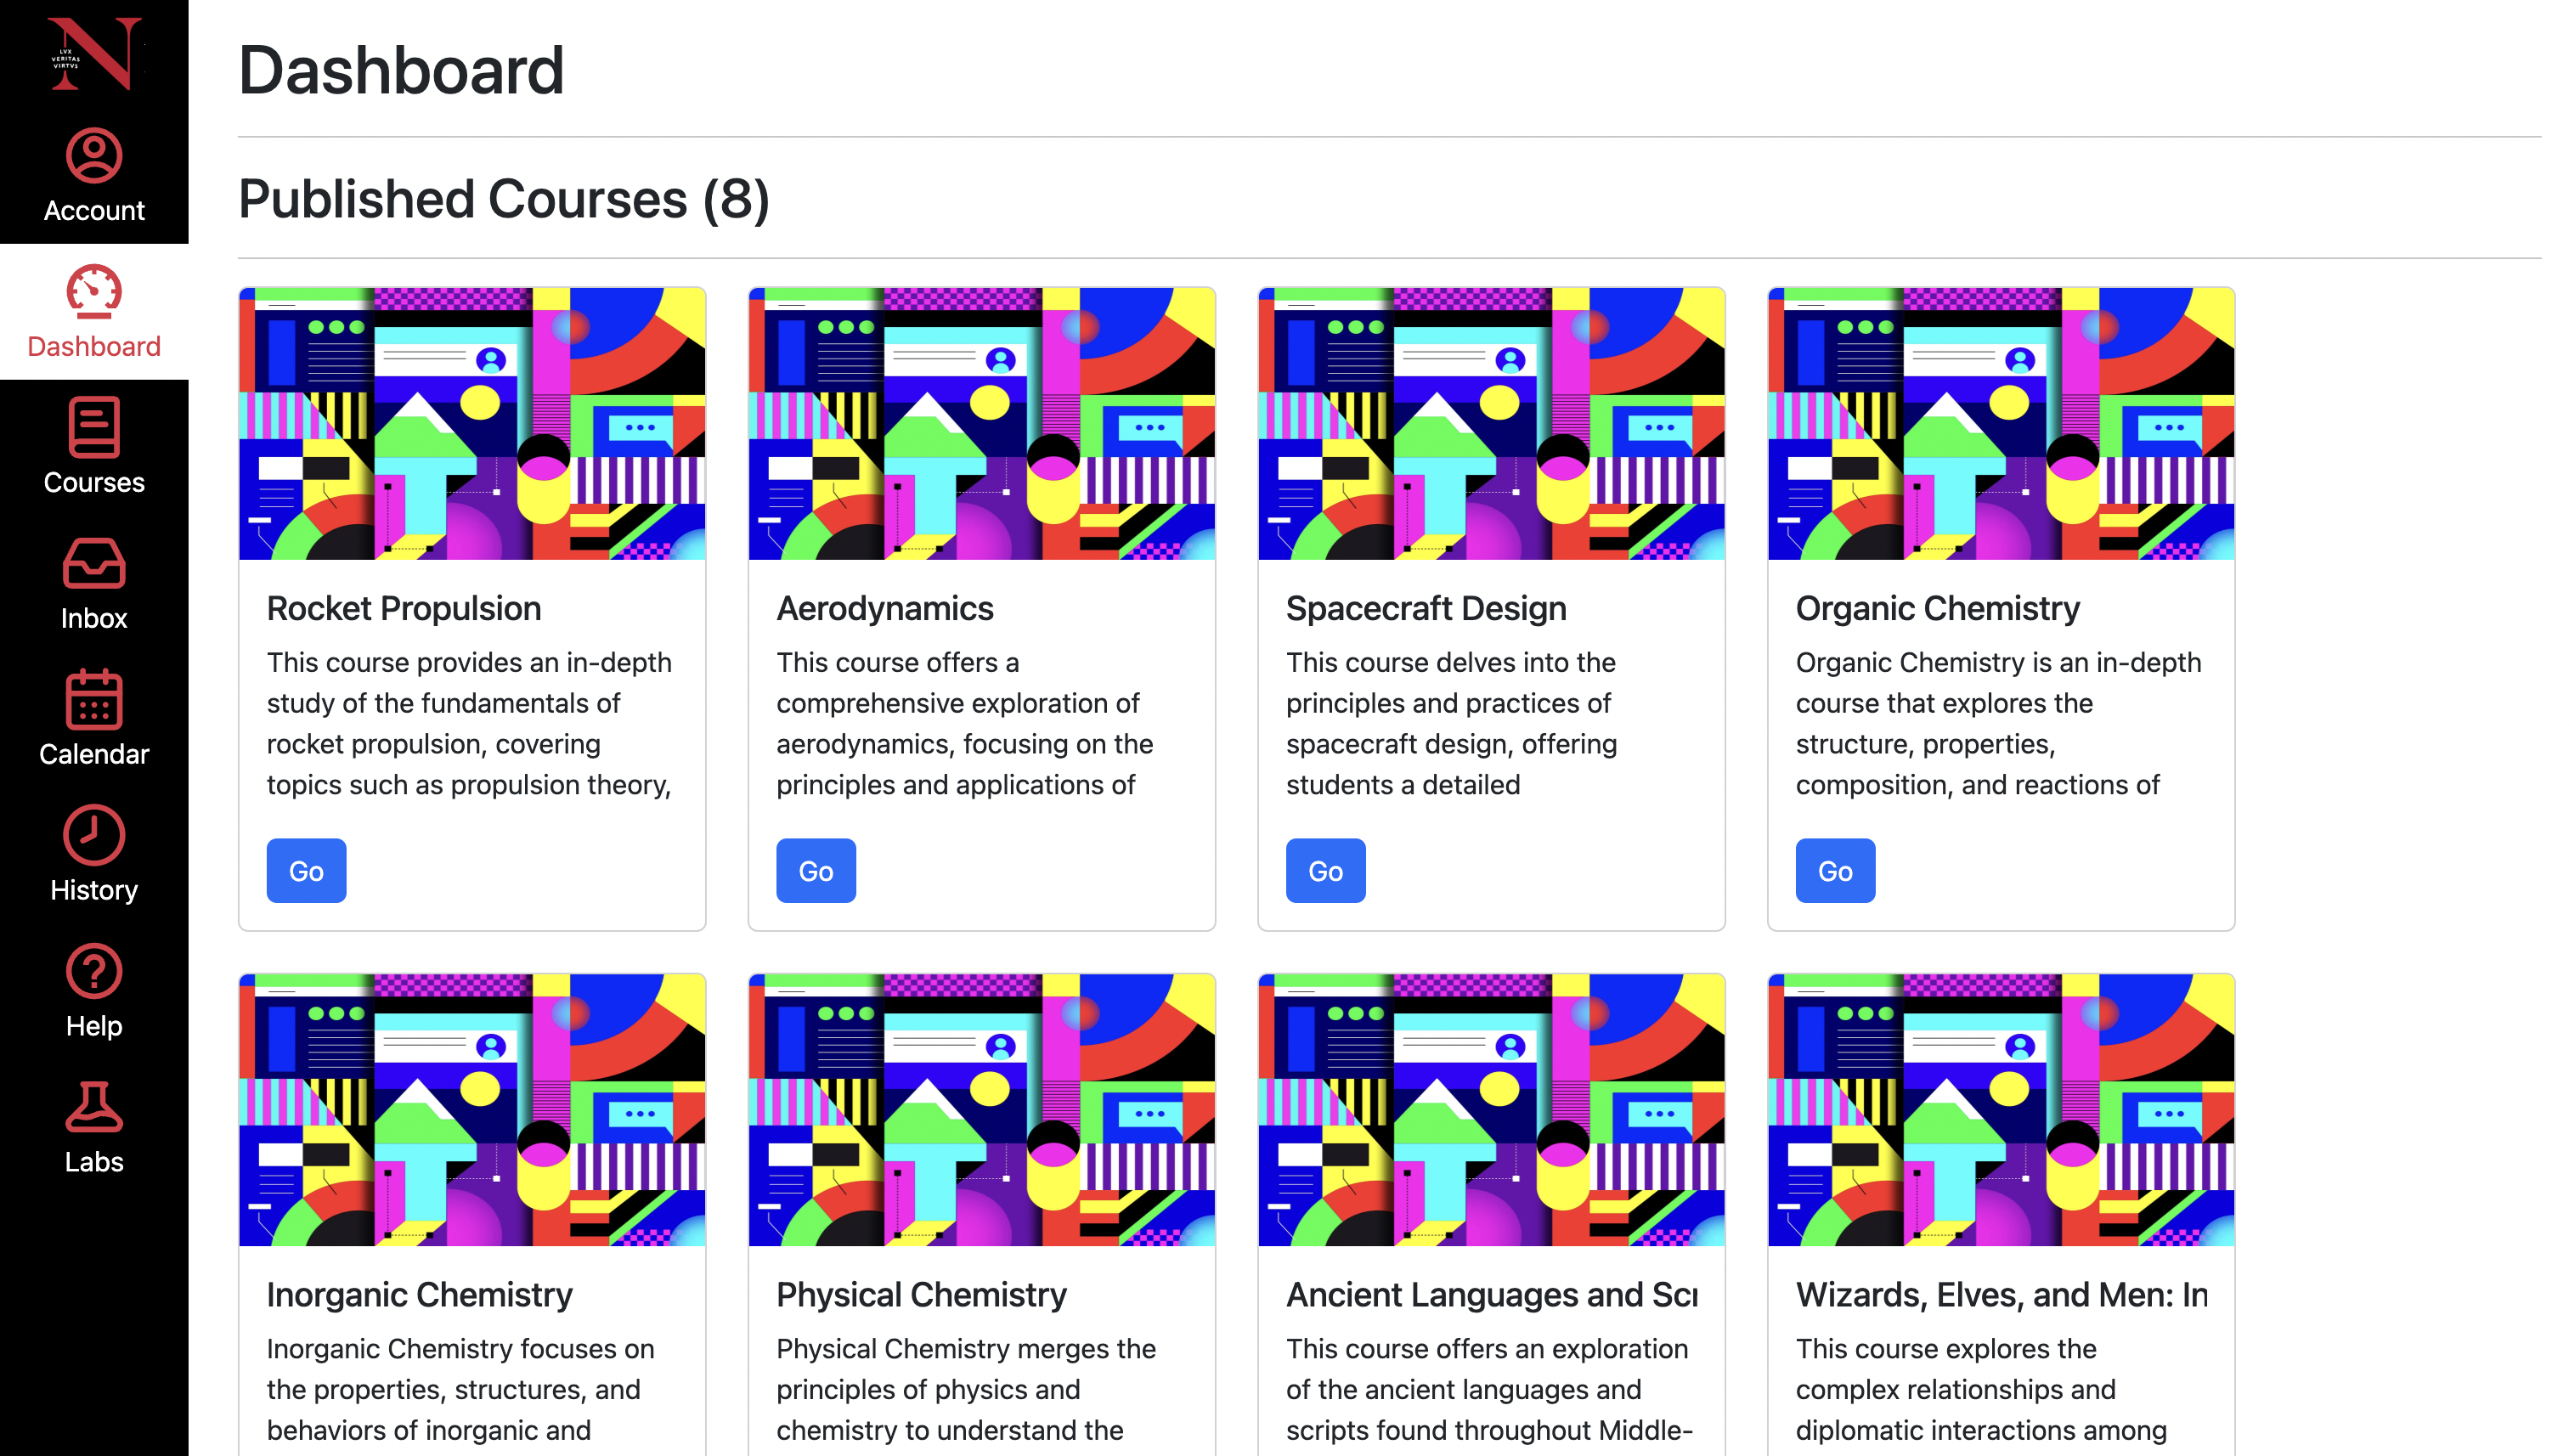 LVX
VERITAS
VIRTVS
Account
Dashboard
Courses
Inbox
Calendar
History
Help
Labs
Dashboard
Published Courses (8)
Rocket Propulsion
This course provides an in-depth
study of the fundamentals of
rocket propulsion, covering
topics such as propulsion theory,
Go
Aerodynamics
This course offers a
comprehensive exploration of
aerodynamics, focusing on the
principles and applications of
Go
Spacecraft Design
This course delves into the
principles and practices of
spacecraft design, offering
students a detailed
Go
Organic Chemistry
Organic Chemistry is an in-depth
course that explores the
structure, properties,
composition, and reactions of
Go
Inorganic Chemistry
Inorganic Chemistry focuses on
the properties, structures, and
behaviors of inorganic and
Physical Chemistry
Physical Chemistry merges the
principles of physics and
chemistry to understand the
Ancient Languages and Scr
This course offers an exploration
of the ancient languages and
scripts found throughout Middle-
Wizards, Elves, and Men: In
This course explores the
complex relationships and
diplomatic interactions among